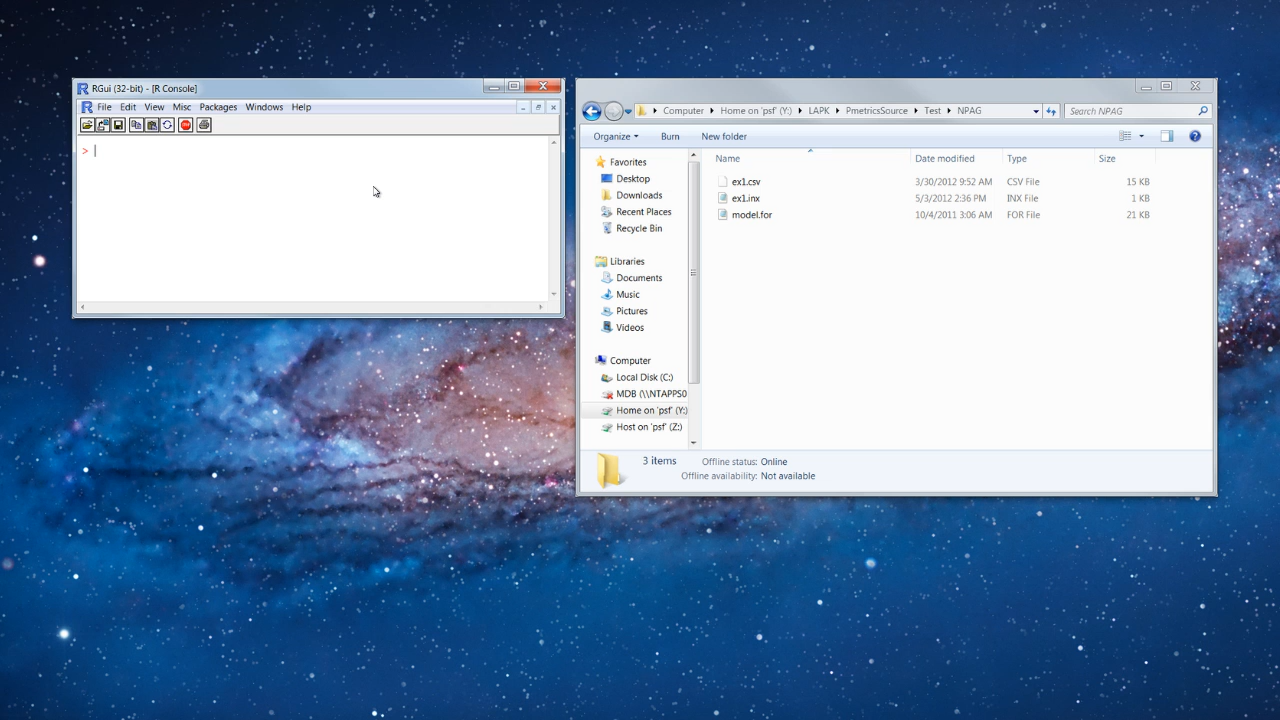 RGui (32-bit) - [R Console]
File Edit View Misc Packages Windows Help
>
Computer Home on 'psf' (Y:) LAPK PmetricsSource Test NPAG Search NPAG
Organize Burn New folder
Favorites
Desktop
Downloads
Recent Places
Recycle Bin
Libraries
Documents
Music
Pictures
Videos
Computer
Local Disk (C:)
MDB (\\NTAPPS0
Home on 'psf' (Y:)
Host on 'psf' (Z:)
Name Date modified Type Size
ex1.csv 3/30/2012 9:52 AM CSV File 15 KB
ex1.inx 5/3/2012 2:36 PM INX File 1 KB
model.for 10/4/2011 3:06 AM FOR File 21 KB
3 items Offline status: Online
Offline availability: Not available